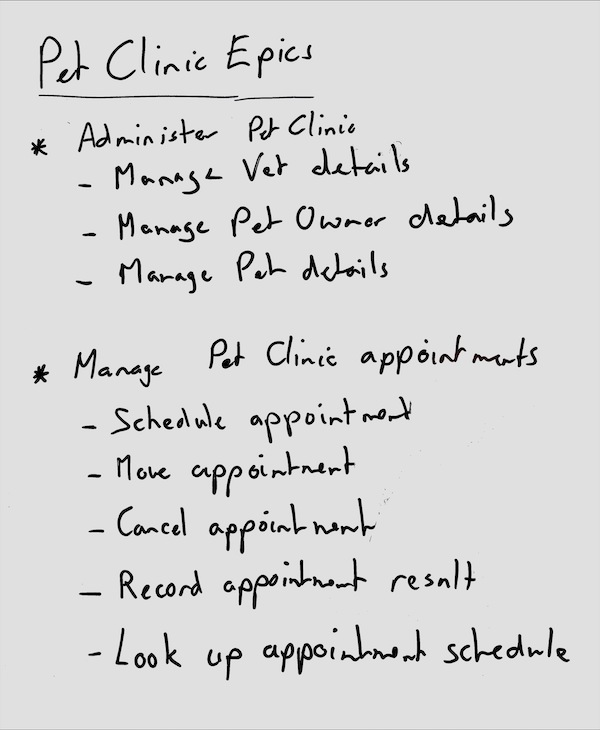 Pet Clinic Epics
* Administer Pet Clinic
- Manage Vet details
- Manage Pet Owner details
- Manage Pet details
* Manage Pet Clinic appointments
- Schedule appointment
- Move appointment
- Cancel appointment
- Record appointment result
- Look up appointment schedule